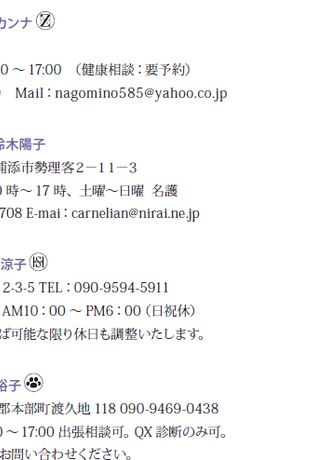 カンナ Ⓩ
0 ～ 17:00 （健康相談：要予約）
Mail：nagomino585@yahoo.co.jp
鈴木陽子
浦添市勢理客２－１１－３
0 時～ 17 時、土曜～日曜 名護
708 E-mai：carnelian@nirai.ne.jp
涼子
2-3-5 TEL：090-9594-5911
AM10：00 ～ PM6：00（日祝休）
ば可能な限り休日も調整いたします。
裕子
郡本部町渡久地 118 090-9469-0438
0 ～ 17:00 出張相談可。QX 診断のみ可。
お問い合わせください。